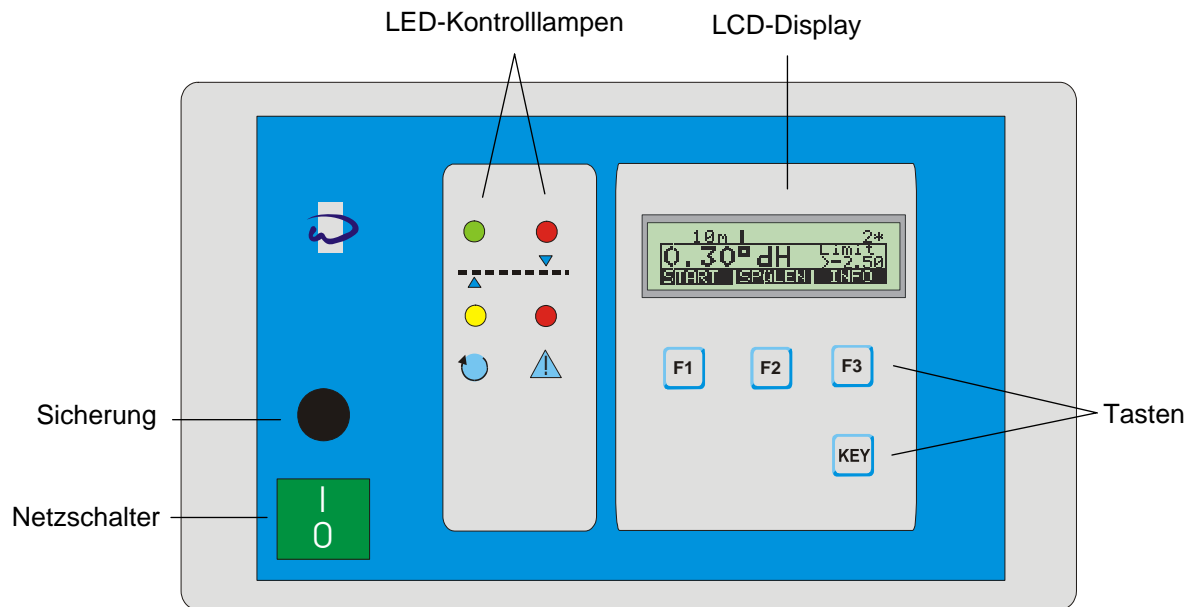 LED-Kontrolllampen
LCD-Display
10m 2*
0.30° dH Limit
>-2.50
START SPÜLEN INFO
F1 F2 F3
KEY
Sicherung
Tasten
Netzschalter
I
0